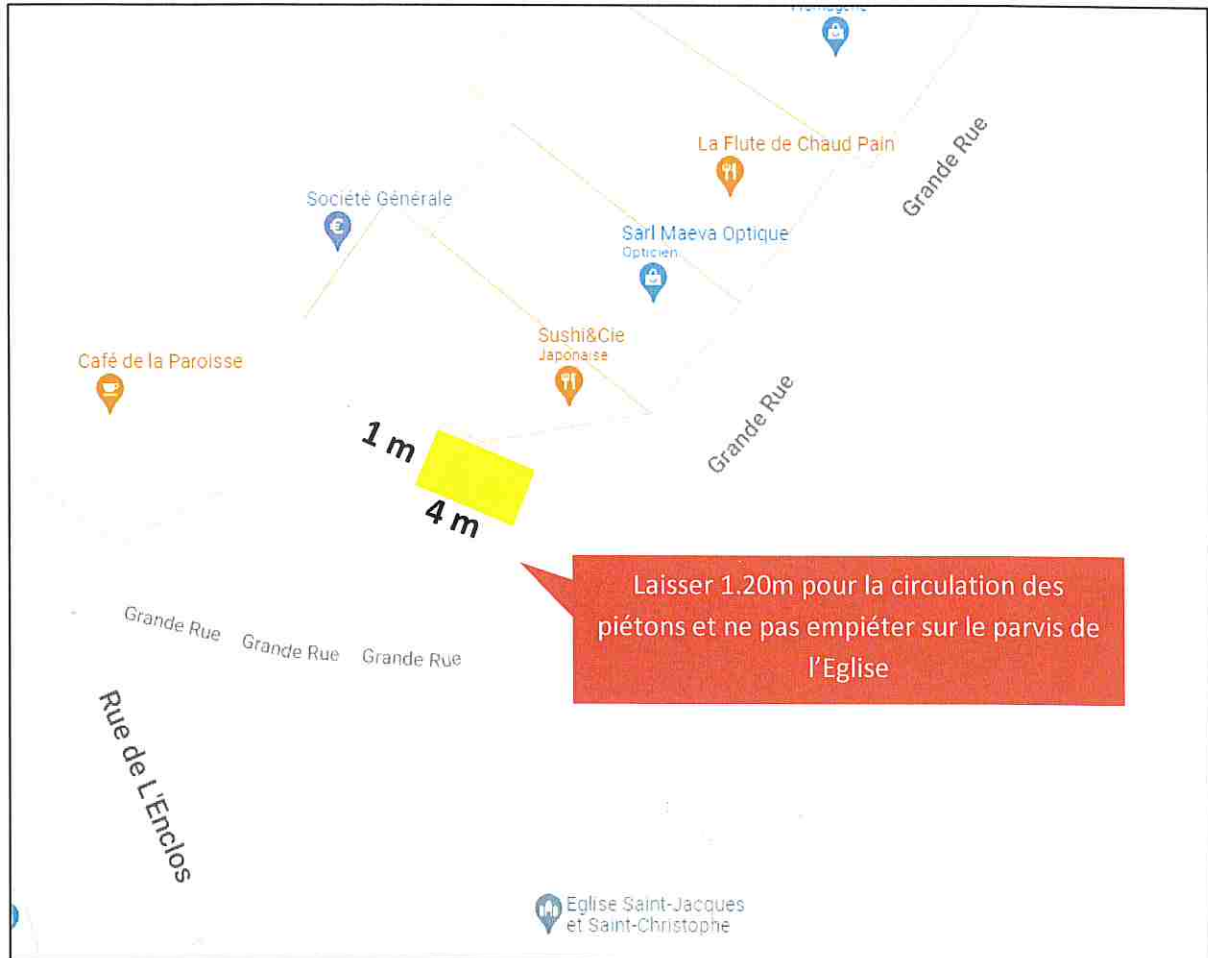 Fromagerie
La Flute de Chaud Pain
Grande Rue
Société Générale
Sarl Maeva Optique
Opticien
Sushi&Cie
Japonaise
Café de la Paroisse
Grande Rue
1 m
4 m
Laisser 1.20m pour la circulation des
piétons et ne pas empiéter sur le parvis de
l'Eglise
Grande Rue Grande Rue Grande Rue
Rue de L'Enclos
Eglise Saint-Jacques
et Saint-Christophe